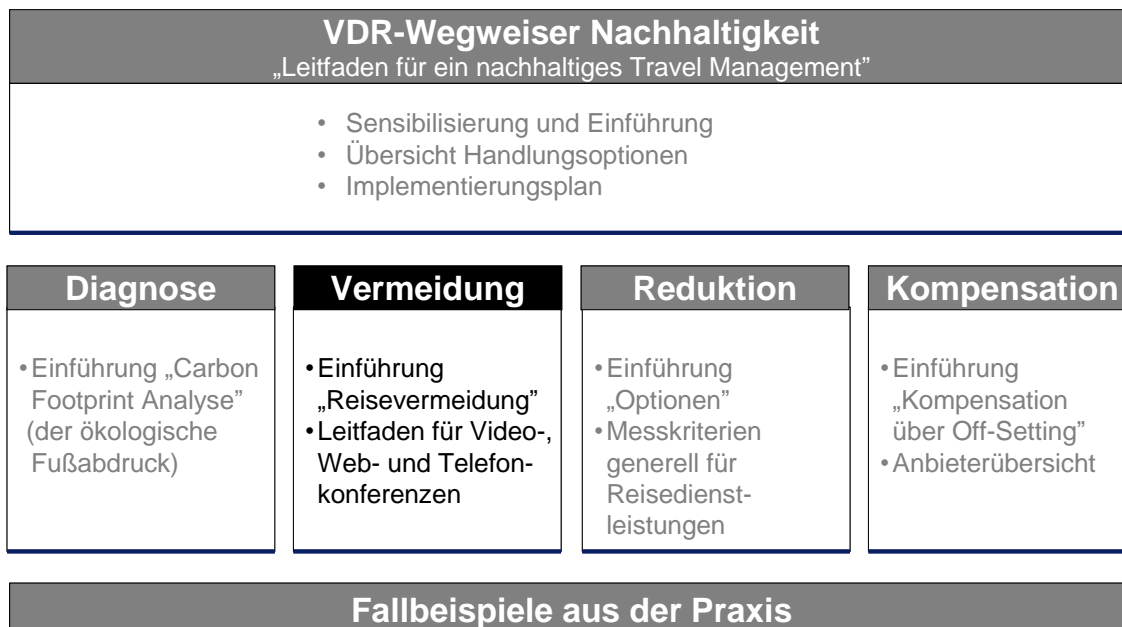 VDR-Wegweiser Nachhaltigkeit
„Leitfaden für ein nachhaltiges Travel Management”
• Sensibilisierung und Einführung
• Übersicht Handlungsoptionen
• Implementierungsplan
Diagnose
• Einführung „Carbon
Footprint Analyse”
(der ökologische
Fußabdruck)
Vermeidung
• Einführung
„Reisevermeidung”
• Leitfaden für Video-,
Web- und Telefon-
konferenzen
Reduktion
• Einführung
„Optionen”
• Messkriterien
generell für
Reisedienst-
leistungen
Kompensation
• Einführung
„Kompensation
über Off-Setting”
• Anbieterübersicht
Fallbeispiele aus der Praxis